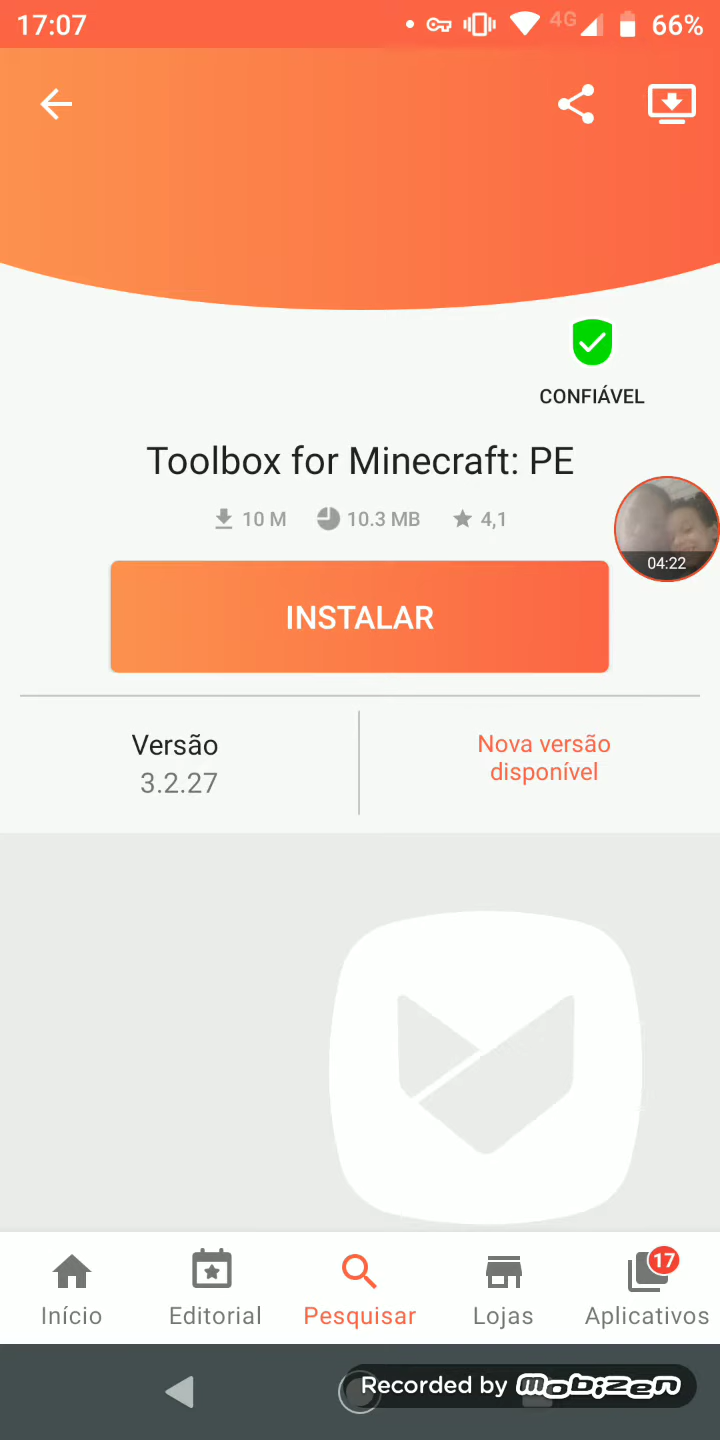 17:07
4G
66%
CONFIÁVEL
Toolbox for Minecraft: PE
10 M
10.3 MB
4,1
04:22
INSTALAR
Versão
3.2.27
Nova versão
disponível
17
Início
Editorial
Pesquisar
Lojas
Aplicativos
Recorded by mobizen